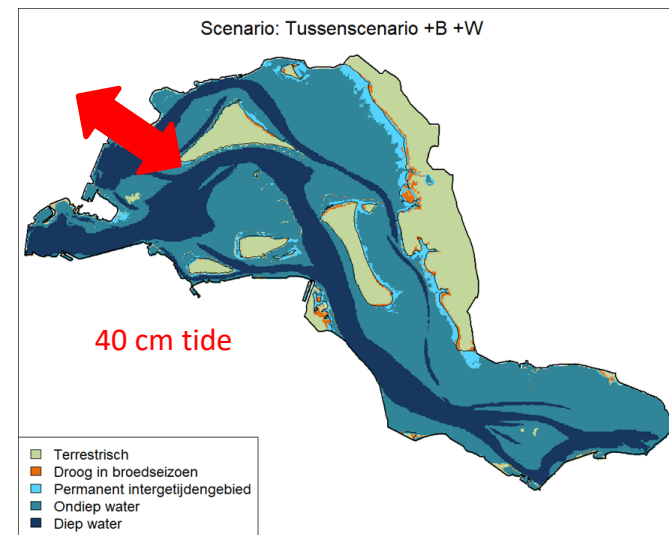 Scenario: Tussenscenario +B +W
40 cm tide
Terrestrisch
Droog in broedseizoen
Permanent intergetijdengebied
Ondiep water
Diep water